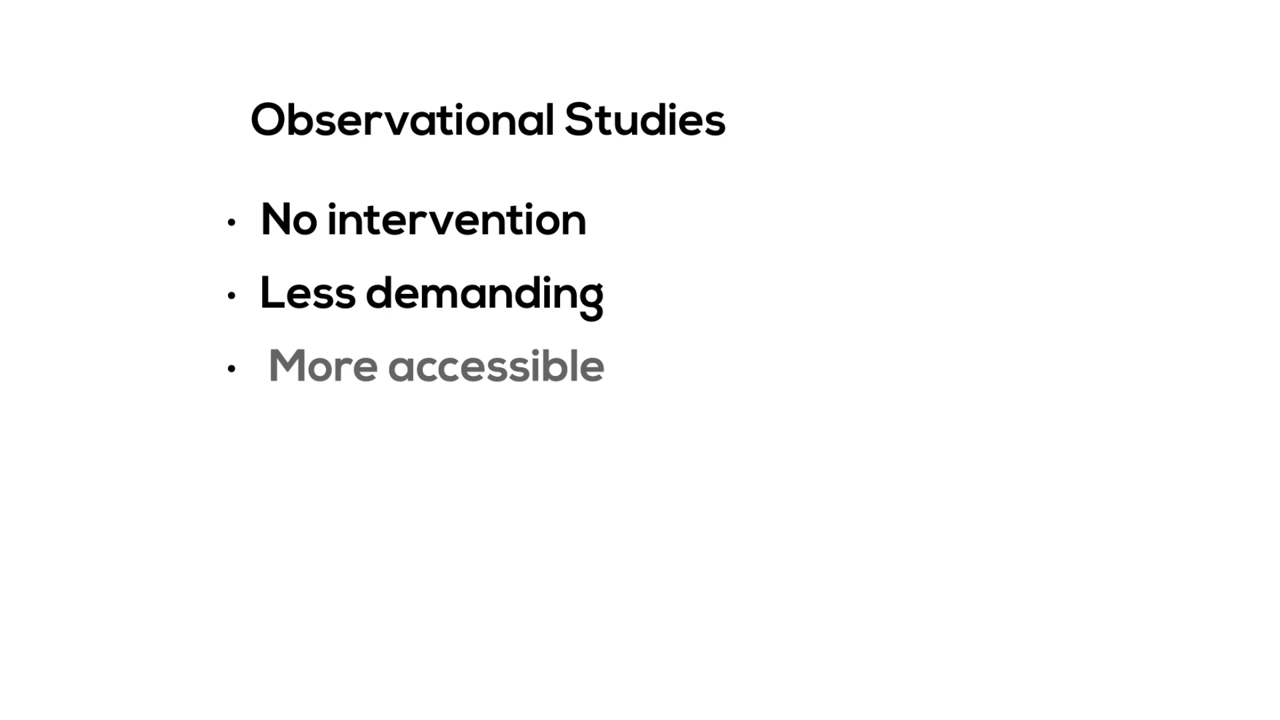 Observational Studies
• No intervention
• Less demanding
• More accessible